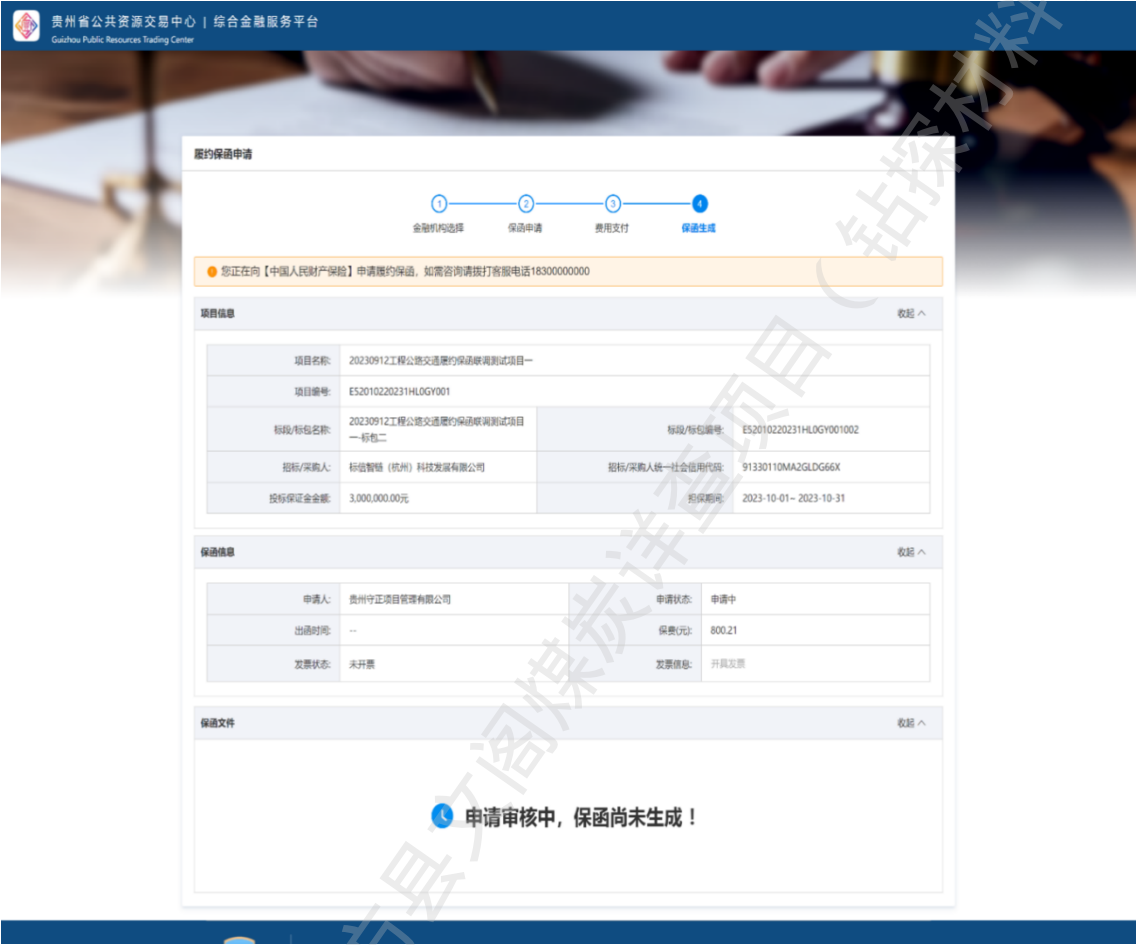 贵州省公共资源交易中心 | 综合金融服务平台
Guizhou Public Resources Trading Center
履约保函申请
1 2 3 4
金融机构选择 保函申请 费用支付 保函生成
您正在向【中国人民财产保险】申请履约保函，如需咨询请拨打客服电话18300000000
项目信息 收起
项目名称: 20230912工程公路交通履约保函联调测试项目一
项目编号: E52010220231HL0GY001
标段/标包名称: 20230912工程公路交通履约保函联调测试项目
一-标包二
标段/标包编号: E52010220231HL0GY001002
招标/采购人: 标信智链（杭州）科技发展有限公司 招标/采购人统一社会信用代码: 91330110MA2GLDG66X
投标保证金金额: 3,000,000.00元 担保期间: 2023-10-01~ 2023-10-31
保函信息 收起
申请人: 贵州守正项目管理有限公司 申请状态: 申请中
出函时间: -- 保费(元): 800.21
发票状态: 未开票 发票信息: 开具发票
保函文件 收起
申请审核中，保函尚未生成！
方县文阁煤炭详查项目（钻探材料